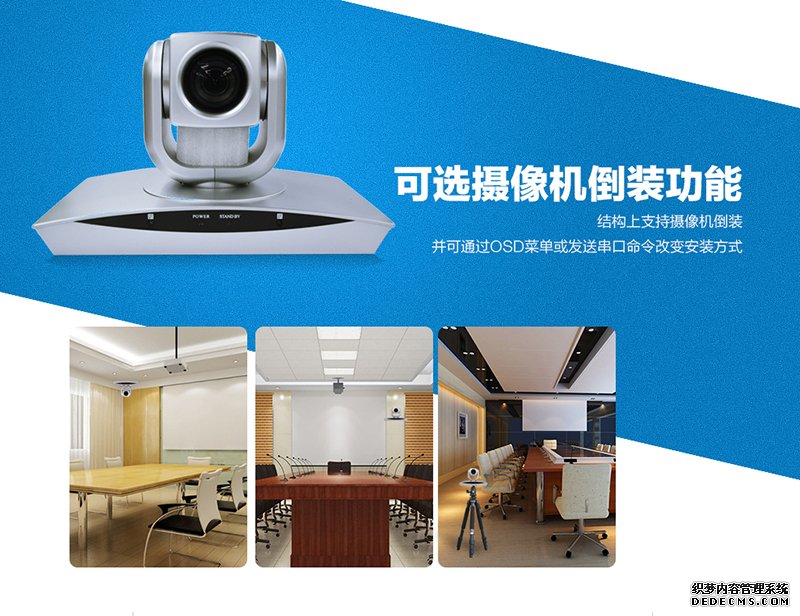 POWER STAND BY
可选摄像机倒装功能
结构上支持摄像机倒装
并可通过OSD菜单或发送串口命令改变安装方式
织梦内容管理系统
DEDECMS.COM